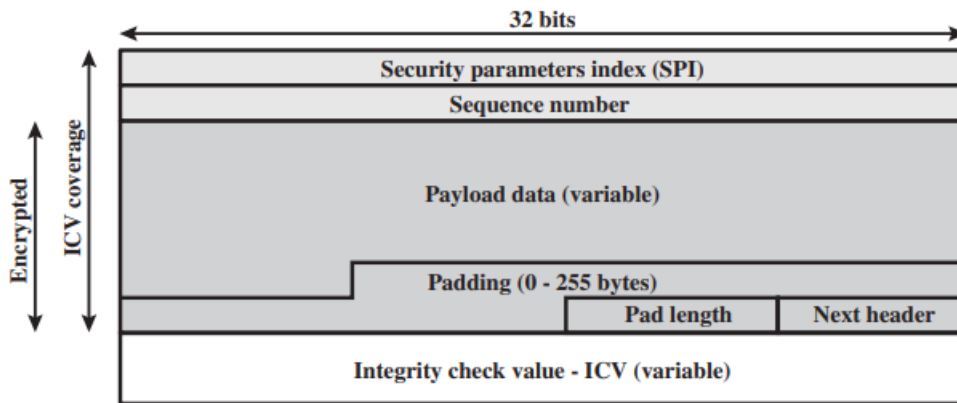 32 bits
Security parameters index (SPI)
Sequence number
Encrypted
ICV coverage
Payload data (variable)
Padding (0 - 255 bytes)
Pad length
Next header
Integrity check value - ICV (variable)